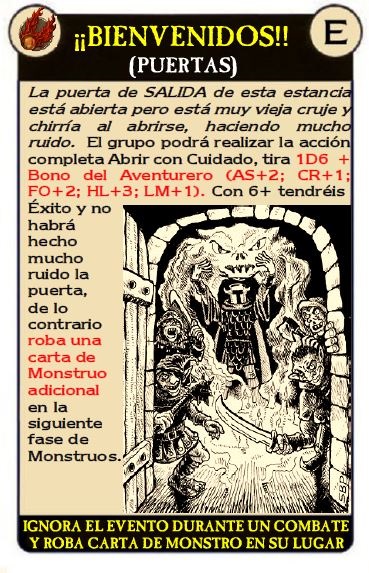 ¡¡BIENVENIDOS!!
E
(PUERTAS)
La puerta de SALIDA de esta estancia
está abierta pero está muy vieja cruje y
chirría al abrirse, haciendo mucho
ruido. El grupo podrá realizar la acción
completa Abrir con Cuidado, tira 1D6 +
Bono del Aventurero (AS+2; CR+1;
FO+2; HL+3; LM+1). Con 6+ tendréis
Éxito y no
habrá
hecho
mucho
ruido la
puerta,
de lo
contrario
roba una
carta de
Monstruo
adicional
en la
siguiente
fase de
Monstruos.
IGNORA EL EVENTO DURANTE UN COMBATE
Y ROBA CARTA DE MONSTRO EN SU LUGAR